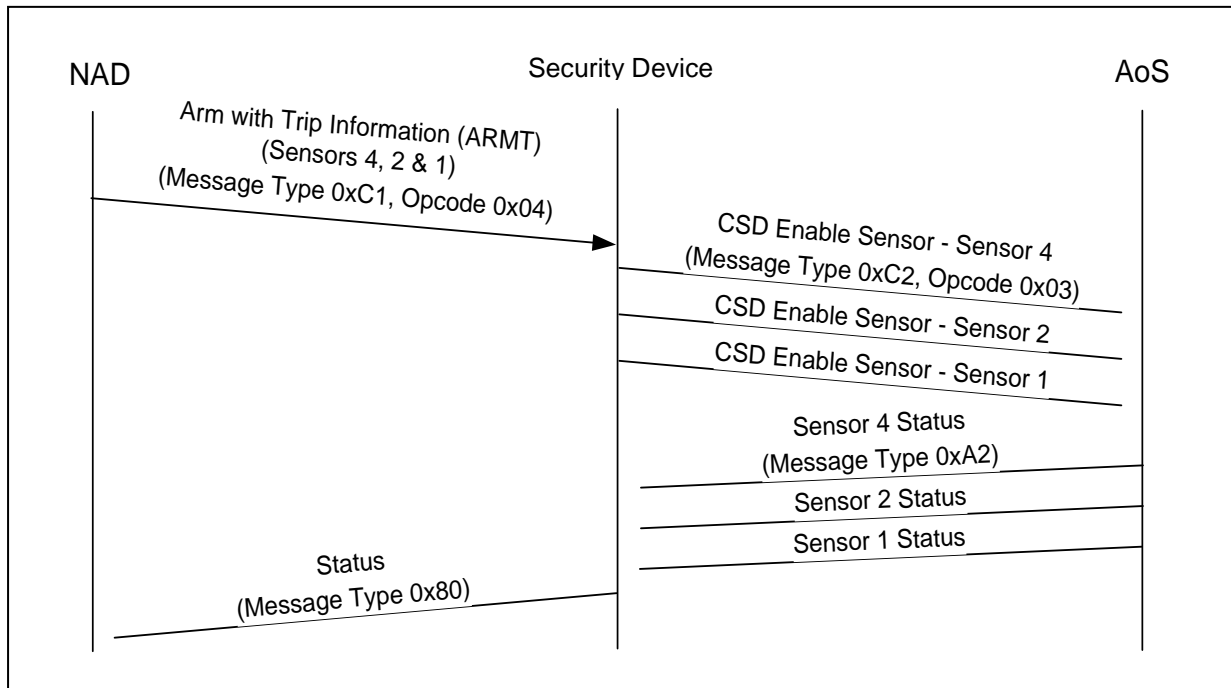 NAD
Security Device
AoS
Arm with Trip Information (ARMT)
(Sensors 4, 2 & 1)
(Message Type 0xC1, Opcode 0x04)
CSD Enable Sensor - Sensor 4
(Message Type 0xC2, Opcode 0x03)
CSD Enable Sensor - Sensor 2
CSD Enable Sensor - Sensor 1
Sensor 4 Status
(Message Type 0xA2)
Sensor 2 Status
Sensor 1 Status
Status
(Message Type 0x80)